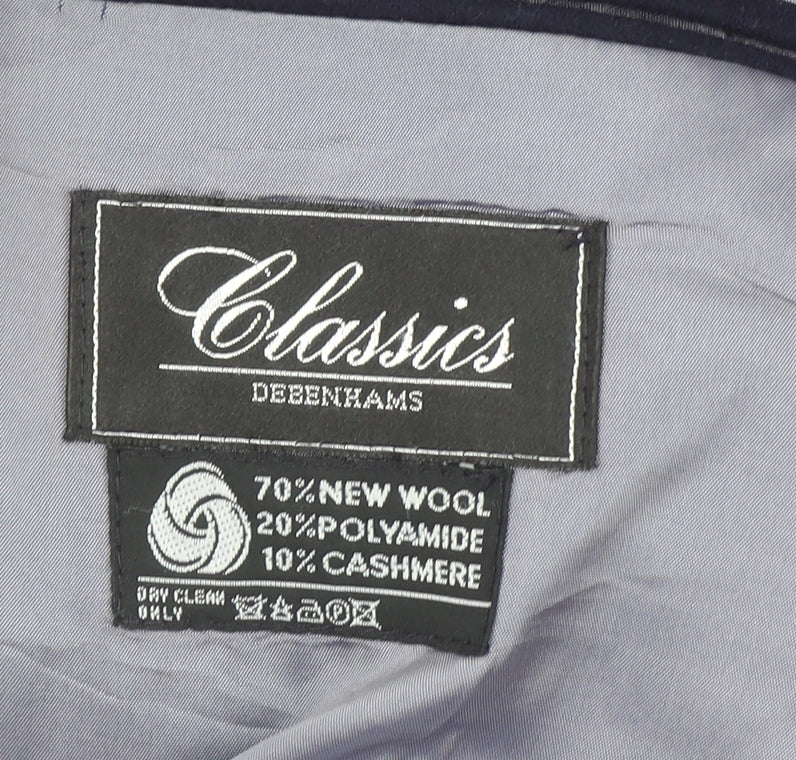 Classics
DEBENHAMS
70% NEW WOOL
20% POLYAMIDE
10% CASHMERE
DRY CLEAN
ONLY
P